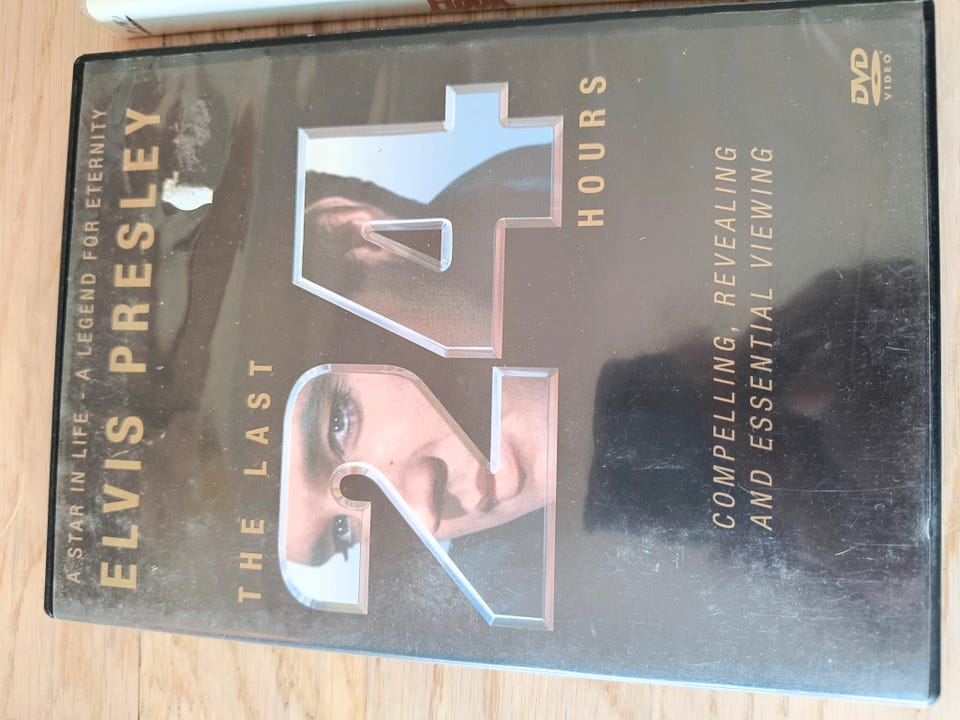 A STAR IN LIFE - A LEGEND FOR ETERNITY
ELVIS PRESLEY
THE LAST
24
HOURS
COMPELLING, REVEALING
AND ESSENTIAL VIEWING
DVD
VIDEO